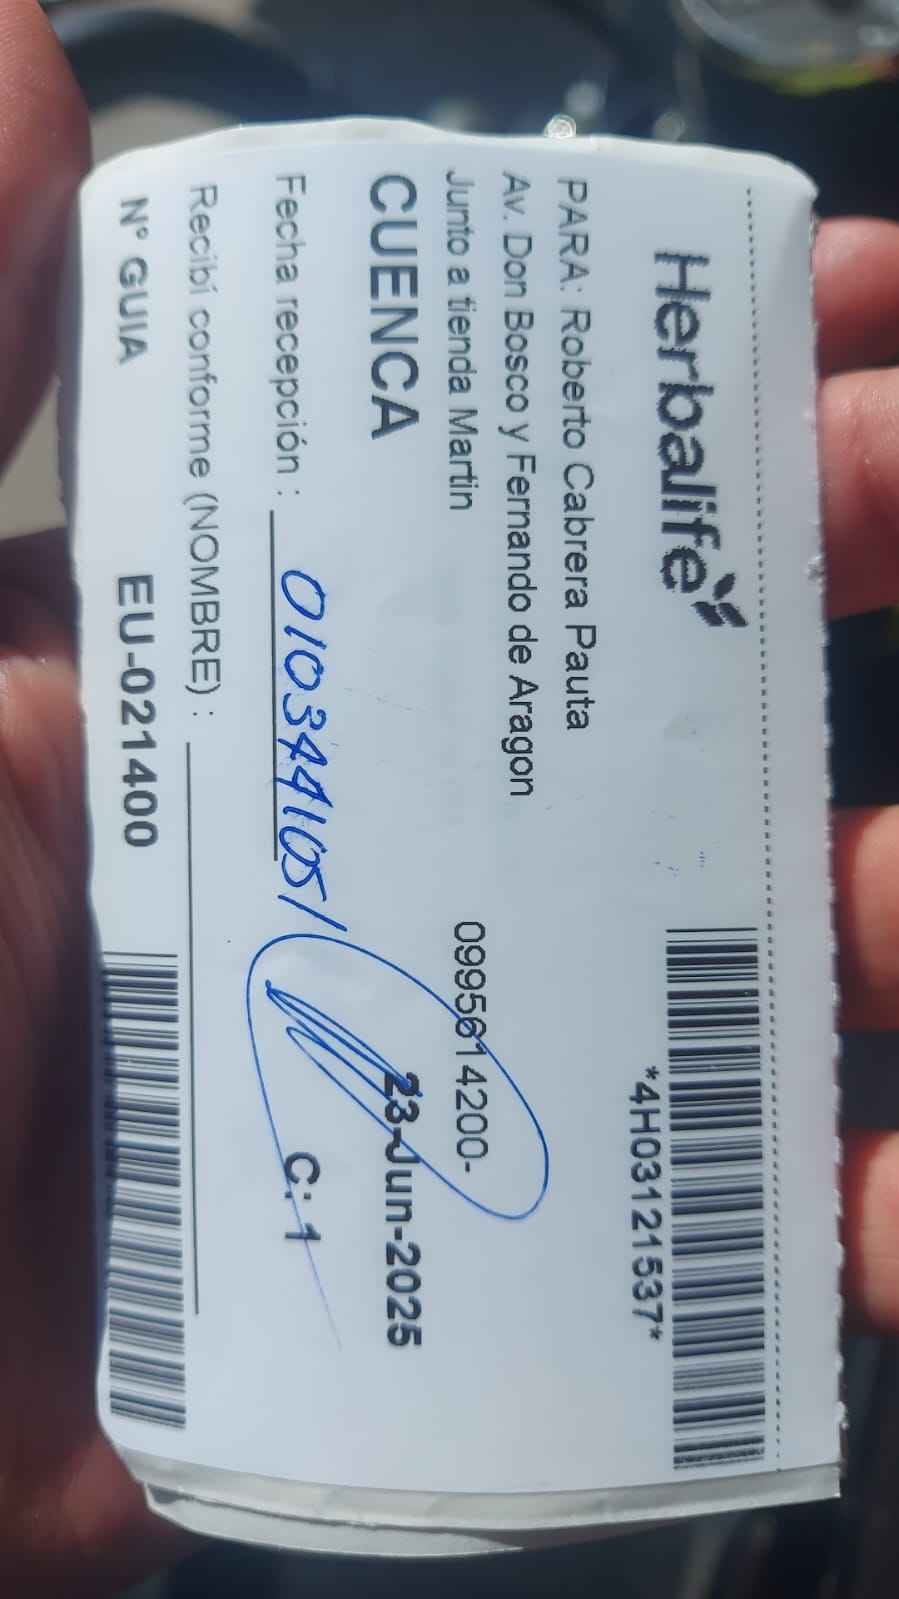 Herbalife
*4H03121537*
PARA: Roberto Cabrera Pauta
Av. Don Bosco y Fernando de Aragon
Junto a tienda Martin
0995614200-
CUENCA
23-Jun-2025
Fecha recepción :
0103441051
C: 1
Recibí conforme (NOMBRE) :
N° GUIA EU-021400